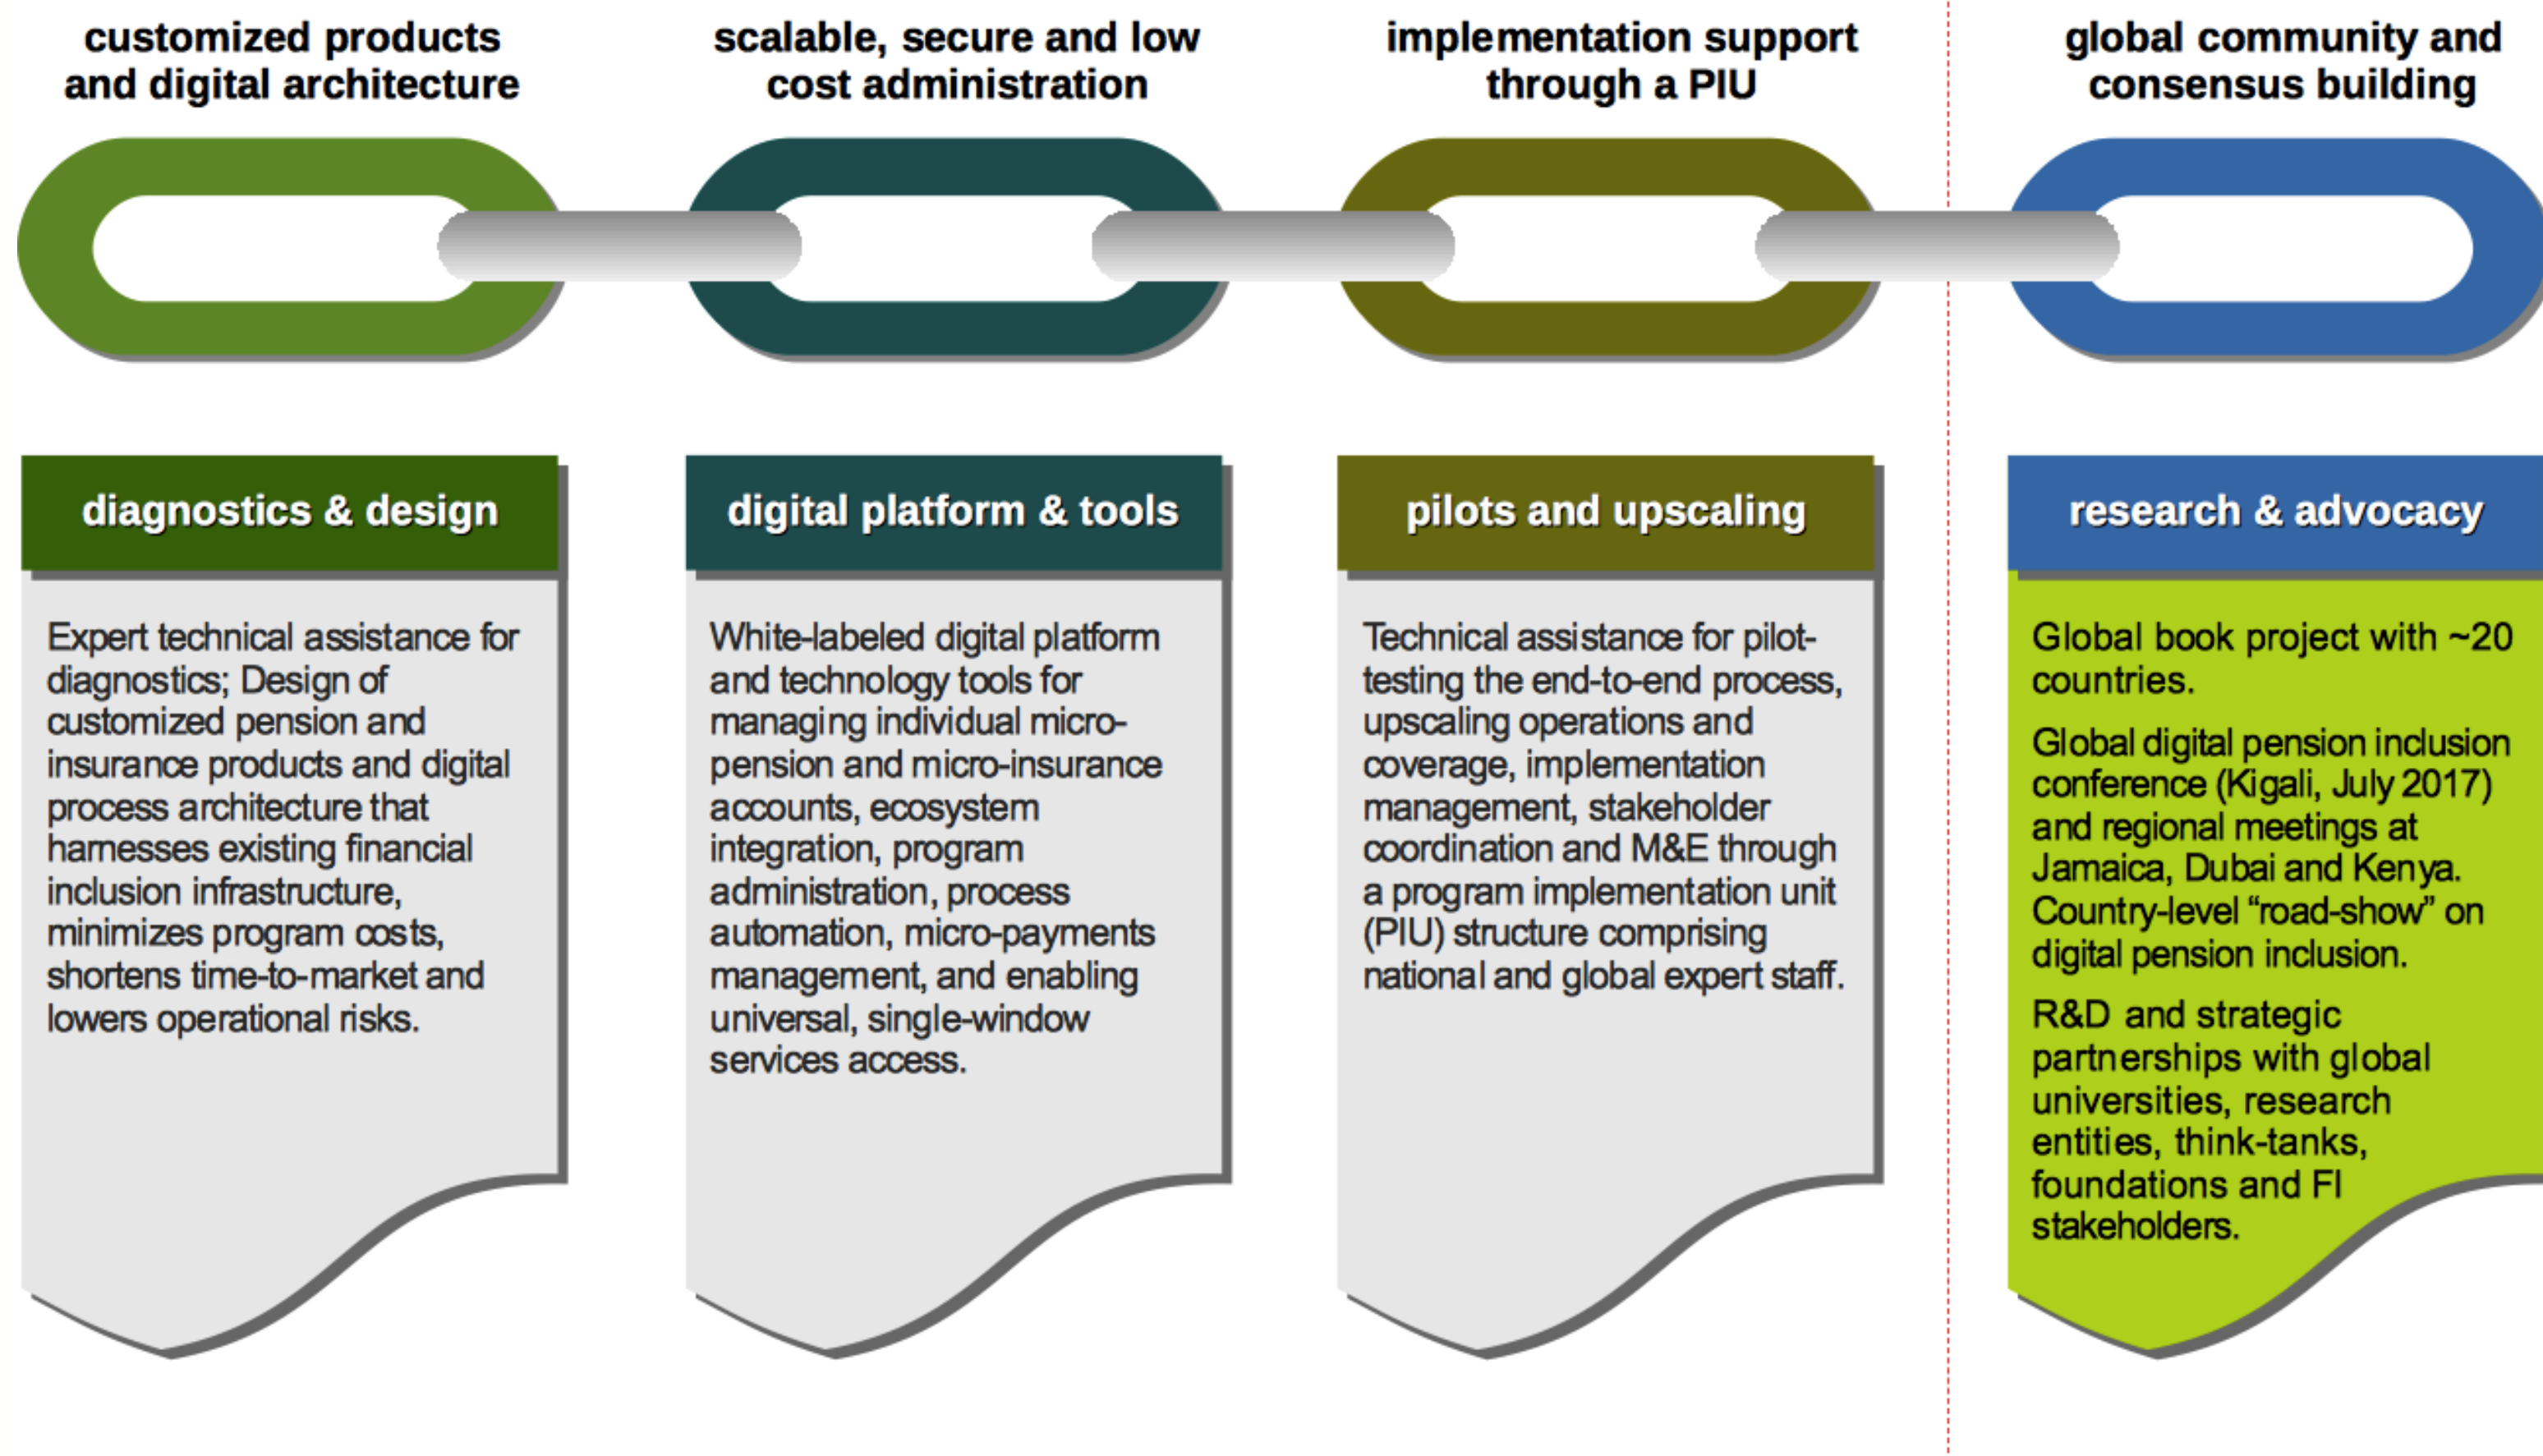 customized products
and digital architecture
scalable, secure and low
cost administration
implementation support
through a PIU
global community and
consensus building
diagnostics & design
Expert technical assistance for
diagnostics; Design of
customized pension and
insurance products and digital
process architecture that
harnesses existing financial
inclusion infrastructure,
minimizes program costs,
shortens time-to-market and
lowers operational risks.
digital platform & tools
White-labeled digital platform
and technology tools for
managing individual micro-
pension and micro-insurance
accounts, ecosystem
integration, program
administration, process
automation, micro-payments
management, and enabling
universal, single-window
services access.
pilots and upscaling
Technical assistance for pilot-
testing the end-to-end process,
upscaling operations and
coverage, implementation
management, stakeholder
coordination and M&E through
a program implementation unit
(PIU) structure comprising
national and global expert staff.
research & advocacy
Global book project with ~20
countries.
Global digital pension inclusion
conference (Kigali, July 2017)
and regional meetings at
Jamaica, Dubai and Kenya.
Country-level “road-show” on
digital pension inclusion.
R&D and strategic
partnerships with global
universities, research
entities, think-tanks,
foundations and FI
stakeholders.